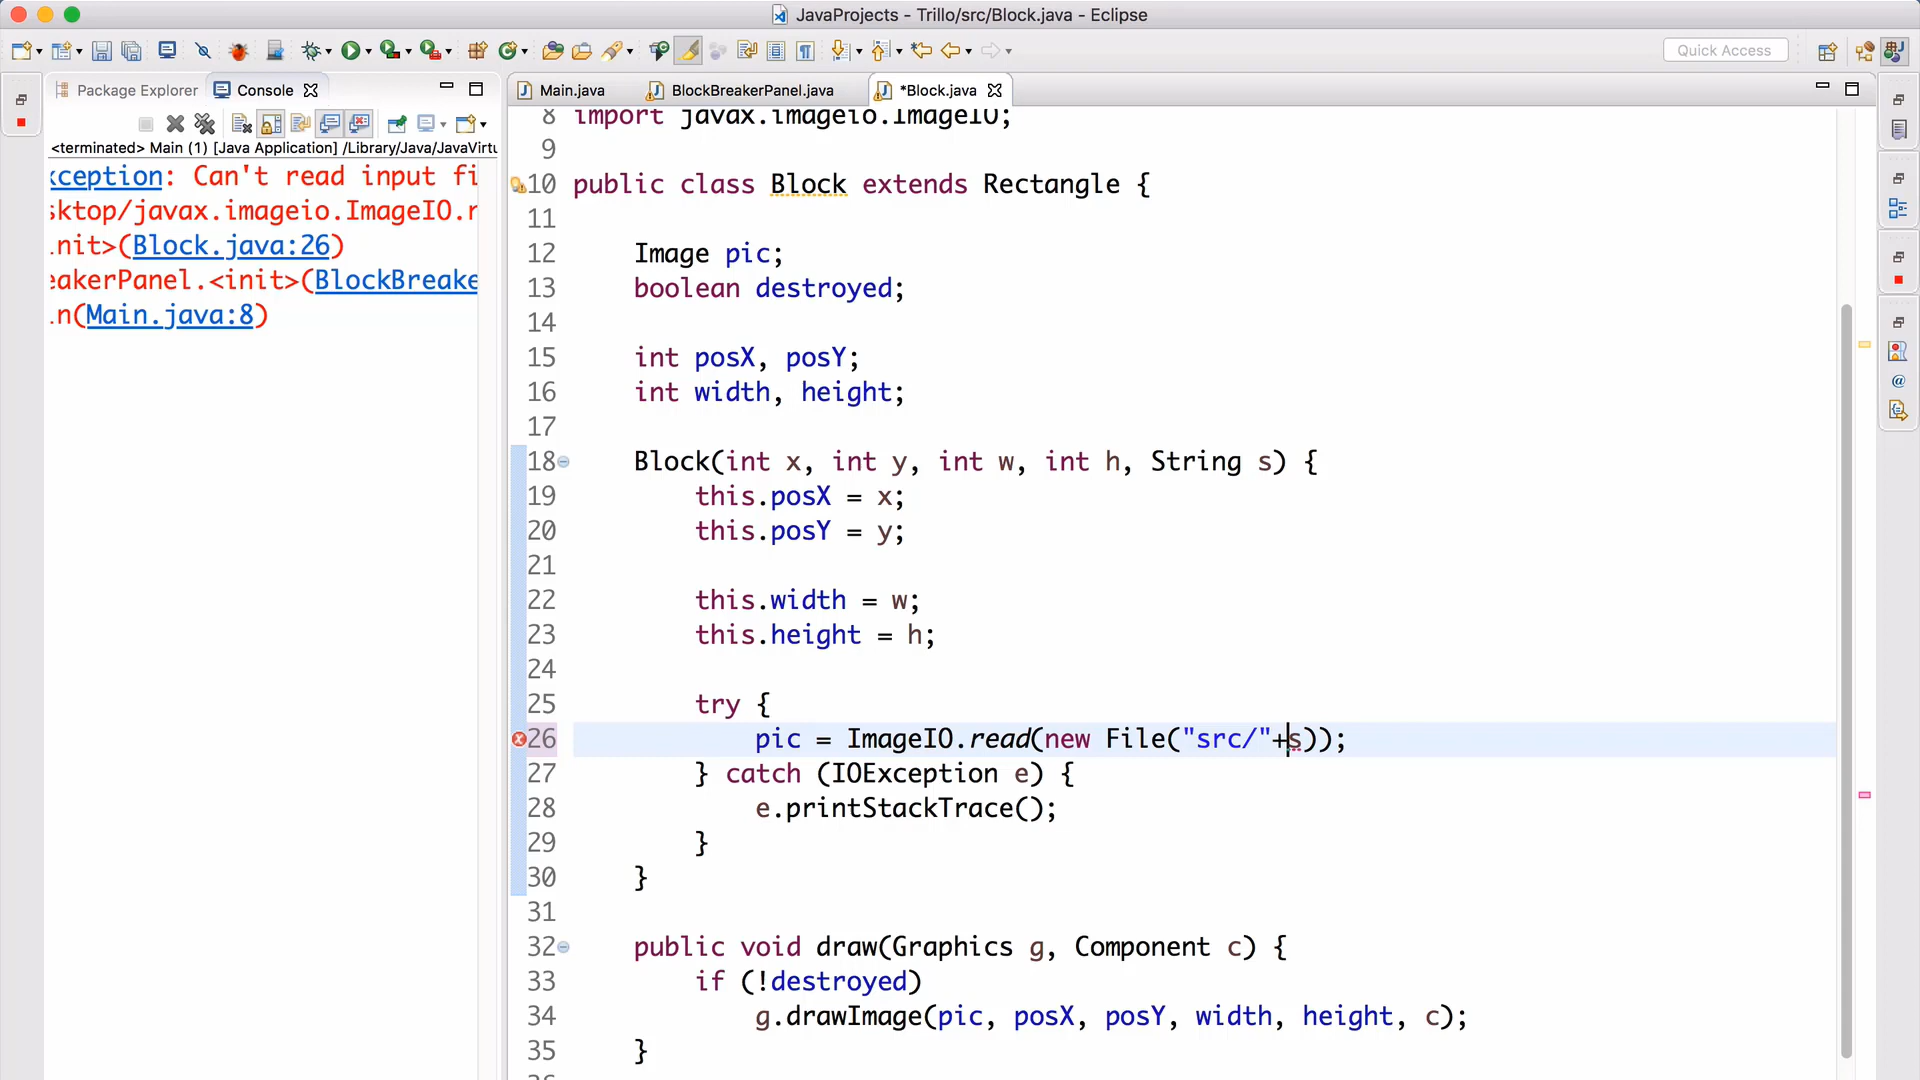 JavaProjects - Trillo/src/Block.java - Eclipse
Quick Access
Package Explorer
Console
Main.java
BlockBreakerPanel.java
*Block.java
<terminated> Main (1) [Java Application] /Library/Java/JavaVirtu
xception: Can't read input fi
sktop/javax.imageio.ImageIO.r
init>(Block.java:26)
eakerPanel.<init>(BlockBreake
.n(Main.java:8)
8 import javax.imageio.ImageIO;
9
10 public class Block extends Rectangle {
11
12 Image pic;
13 boolean destroyed;
14
15 int posX, posY;
16 int width, height;
17
18 Block(int x, int y, int w, int h, String s) {
19 this.posX = x;
20 this.posY = y;
21
22 this.width = w;
23 this.height = h;
24
25 try {
26 pic = ImageIO.read(new File("src/"+s));
27 } catch (IOException e) {
28 e.printStackTrace();
29 }
30 }
31
32 public void draw(Graphics g, Component c) {
33 if (!destroyed)
34 g.drawImage(pic, posX, posY, width, height, c);
35 }